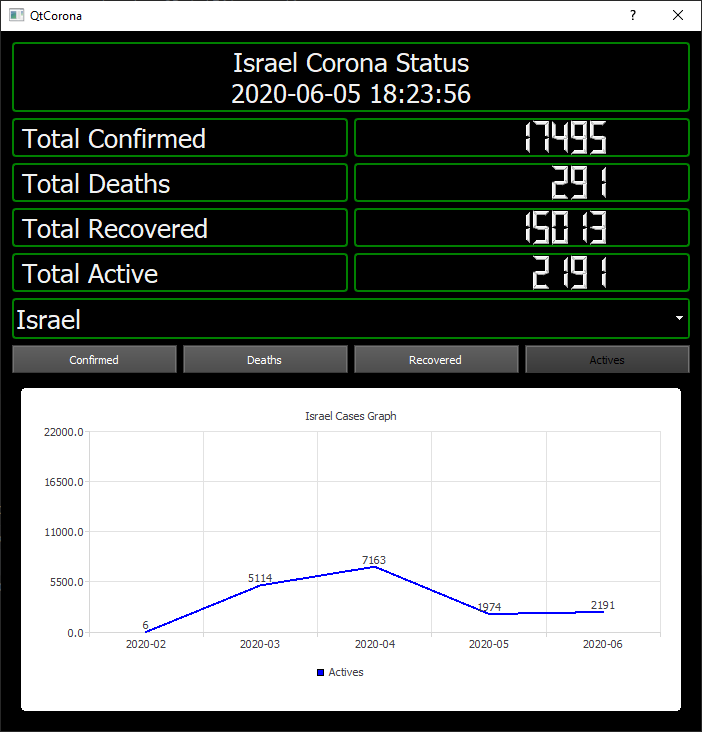 QtCorona
?
Israel Corona Status
2020-06-05 18:23:56
Total Confirmed 17495
Total Deaths 291
Total Recovered 15013
Total Active 2191
Israel
Confirmed Deaths Recovered Actives
Israel Cases Graph
22000.0
16500.0
11000.0
7163
5500.0 5114
1974 2191
0.0 6
2020-02 2020-03 2020-04 2020-05 2020-06
Actives